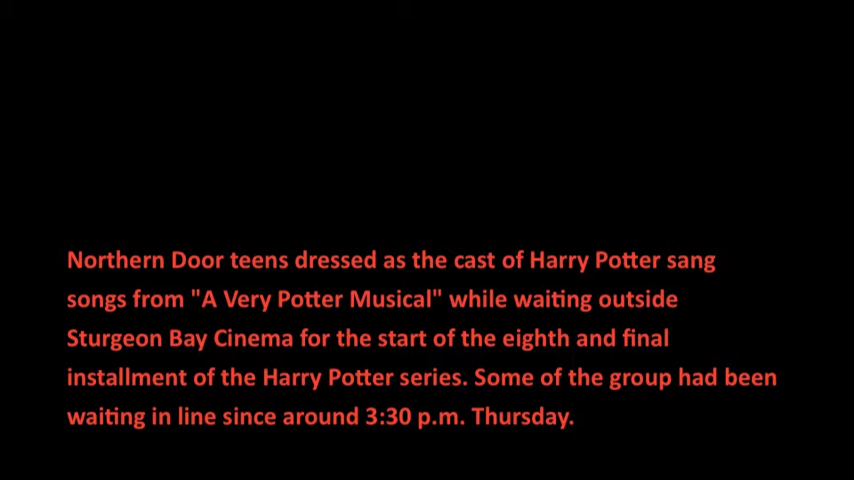 Northern Door teens dressed as the cast of Harry Potter sang
songs from "A Very Potter Musical" while waiting outside
Sturgeon Bay Cinema for the start of the eighth and final
installment of the Harry Potter series. Some of the group had been
waiting in line since around 3:30 p.m. Thursday.